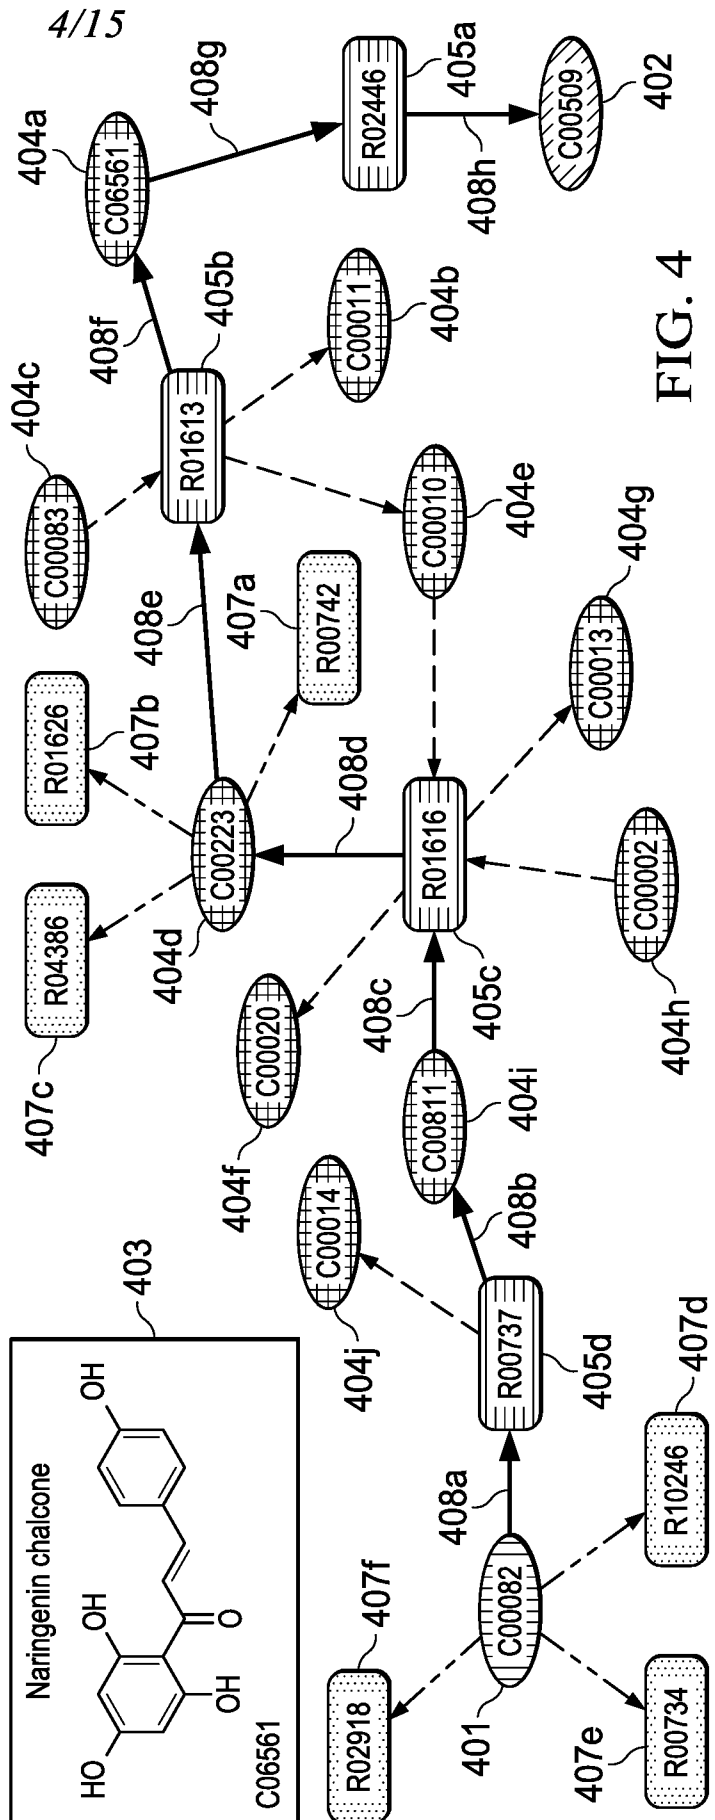 4/15
403
Naringenin chalcone
HO
OH
OH
O
OH
C06561
407c
R04386
R01626
407b
404c
C00083
404a
C06561
408g
408f
405b
R01613
R02446
405a
408h
C00509
402
404d
C00223
408e
R00742
407a
C00011
404b
404f
C00020
408d
404j
C00014
408c
R01616
405c
C00010
404e
C00811
404i
408b
R00737
405d
C00013
404g
C00002
404h
408a
407f
R02918
C00082
401
R10246
407d
R00734
407e
FIG. 4